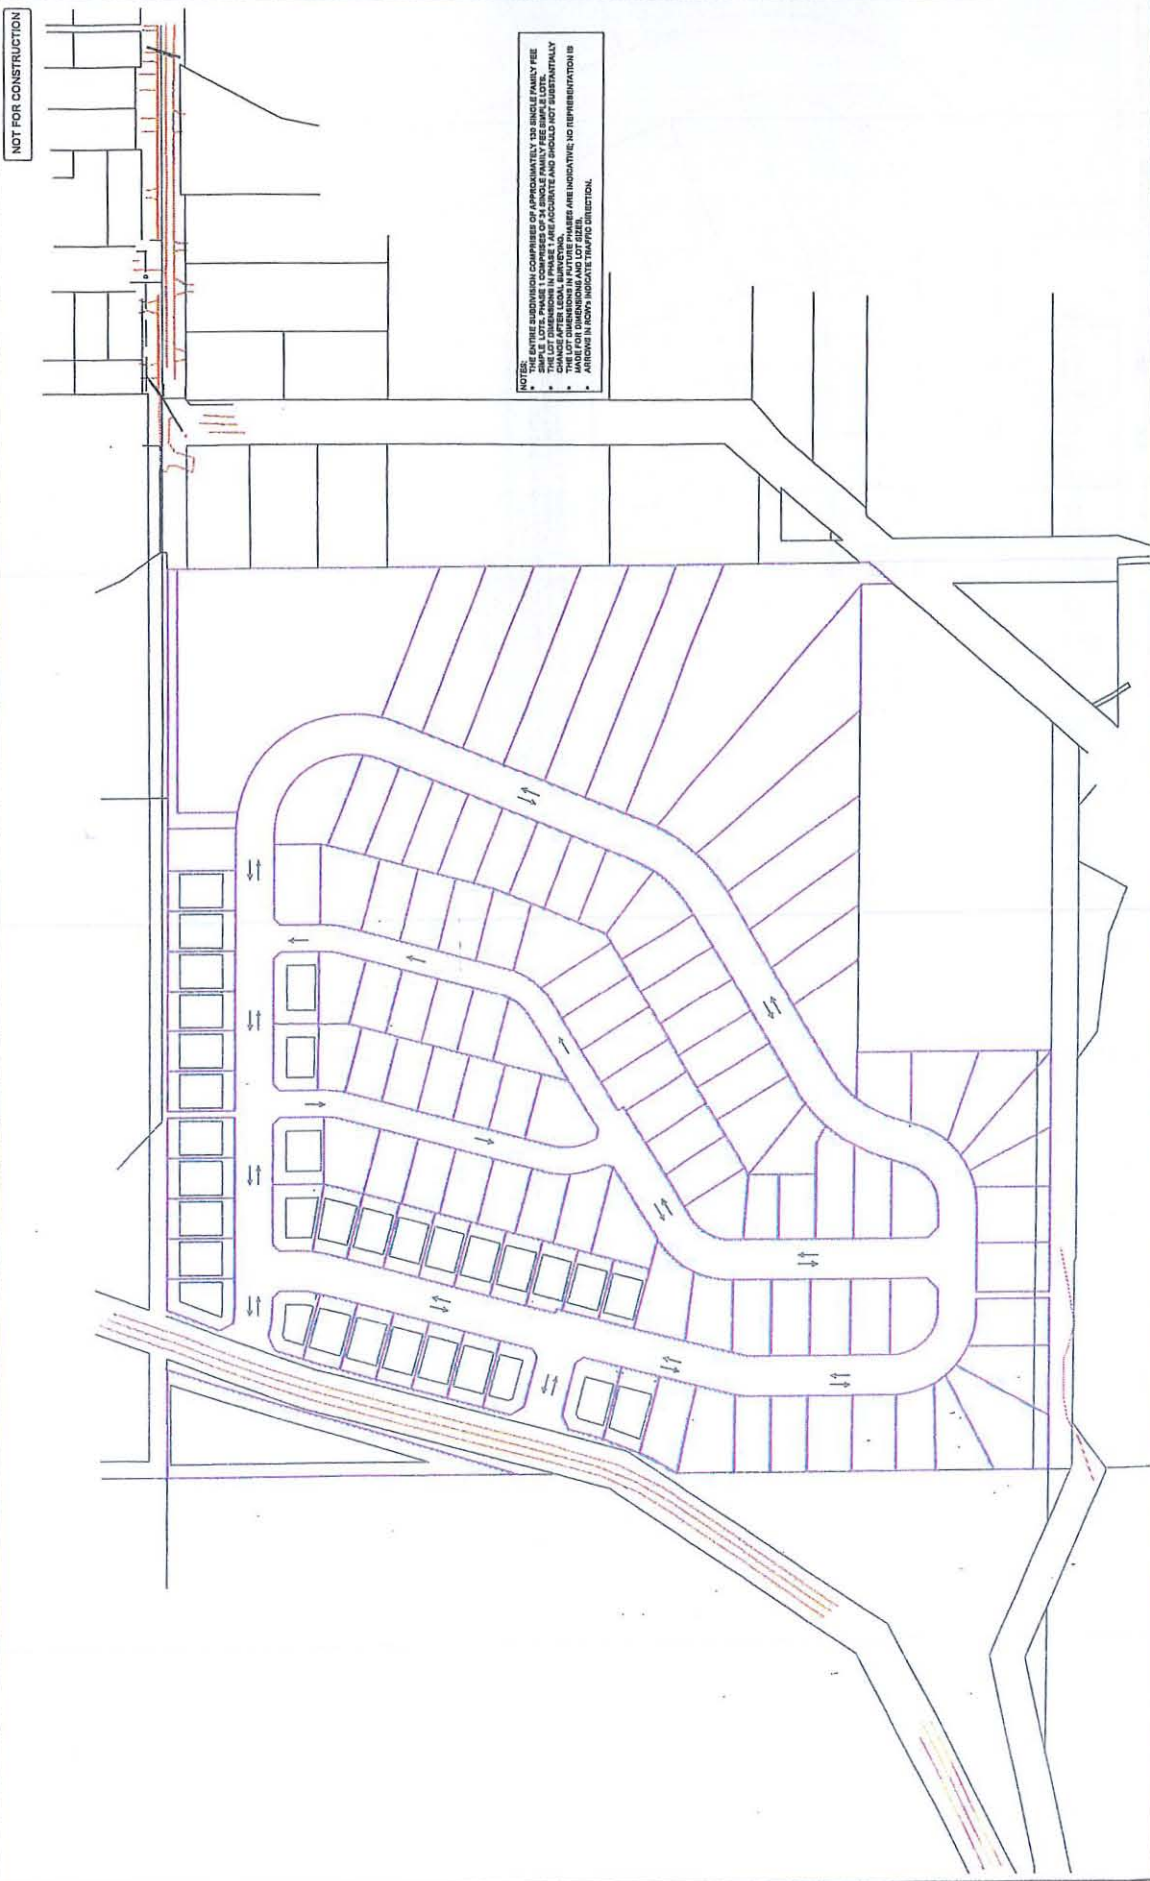 NOT FOR CONSTRUCTION
NOTES:
• THE ENTIRE SUBDIVISION COMPRISES OF APPROXIMATELY 130 SINGLE FAMILY FEE
SIMPLE LOTS. PHASE 1 COMPRISES OF 34 SINGLE FAMILY FEE SIMPLE LOTS.
• THE LOT DIMENSIONS IN PHASE 1 ARE ACCURATE AND SHOULD NOT SUBSTANTIALLY
CHANGE AFTER LEGAL SURVEYING.
• THE LOT DIMENSIONS IN FUTURE PHASES ARE INDICATIVE; NO REPRESENTATION IS
MADE FOR DIMENSIONS AND LOT SIZES.
• ARROWS IN ROW's INDICATE TRAFFIC DIRECTION.